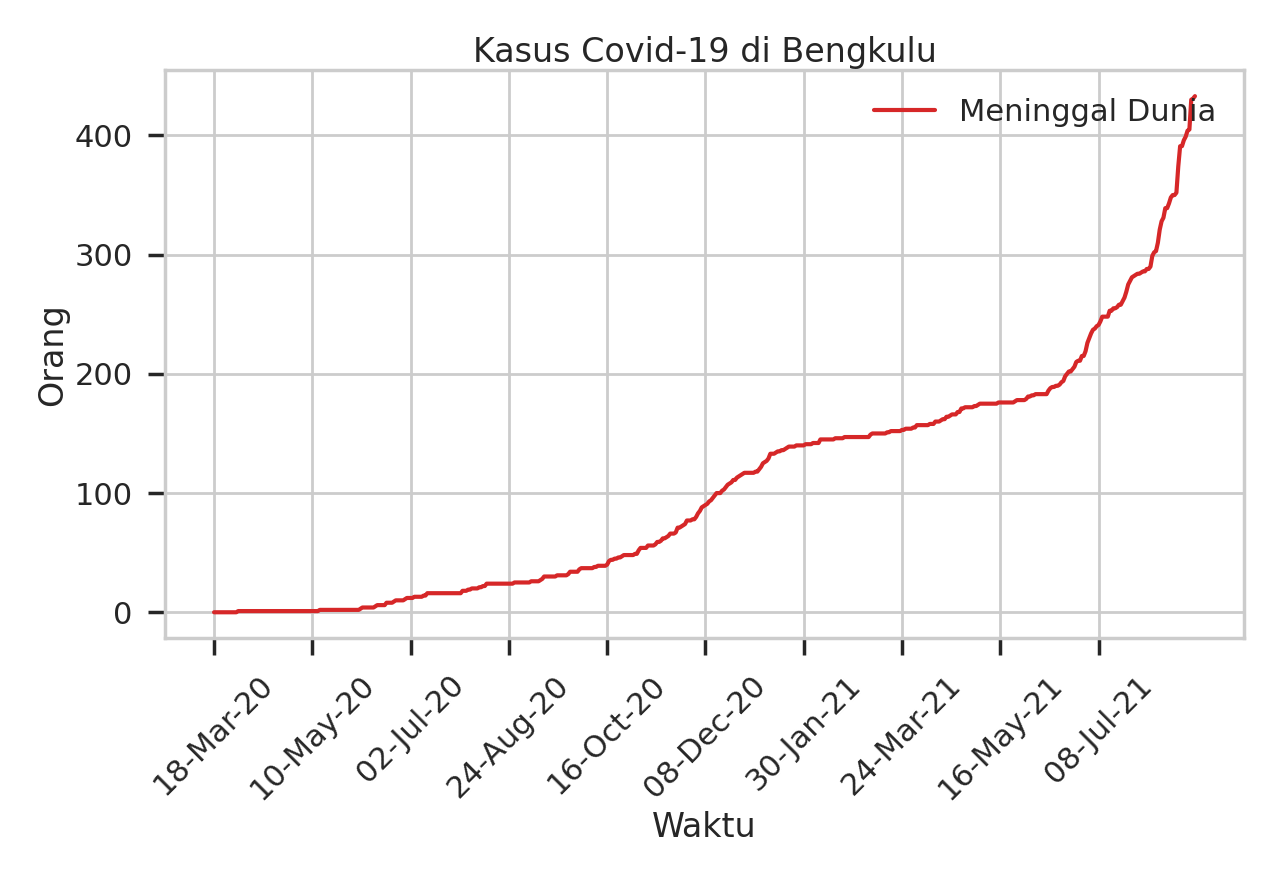 Kasus Covid-19 di Bengkulu
Meninggal Dunia
Orang
400
300
200
100
0
18-Mar-20
10-May-20
02-Jul-20
24-Aug-20
16-Oct-20
08-Dec-20
30-Jan-21
24-Mar-21
16-May-21
08-Jul-21
Waktu